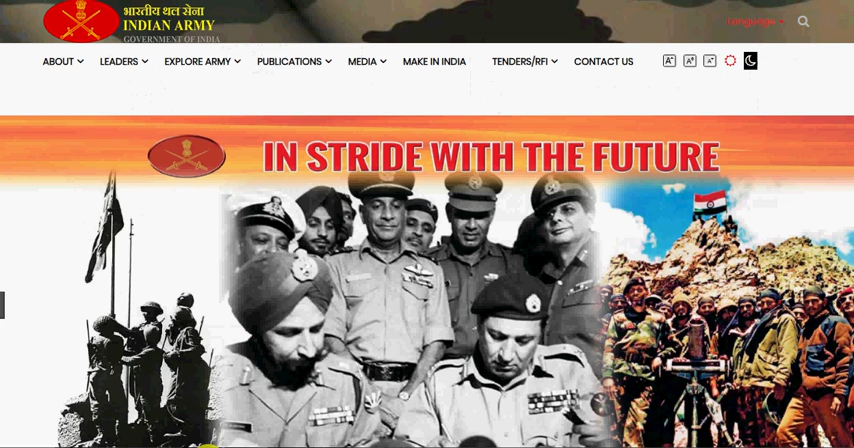 भारतीय थल सेना
INDIAN ARMY
GOVERNMENT OF INDIA
Language
ABOUT LEADERS EXPLORE ARMY PUBLICATIONS MEDIA MAKE IN INDIA TENDERS/RFI CONTACT US A+ A A-
IN STRIDE WITH THE FUTURE